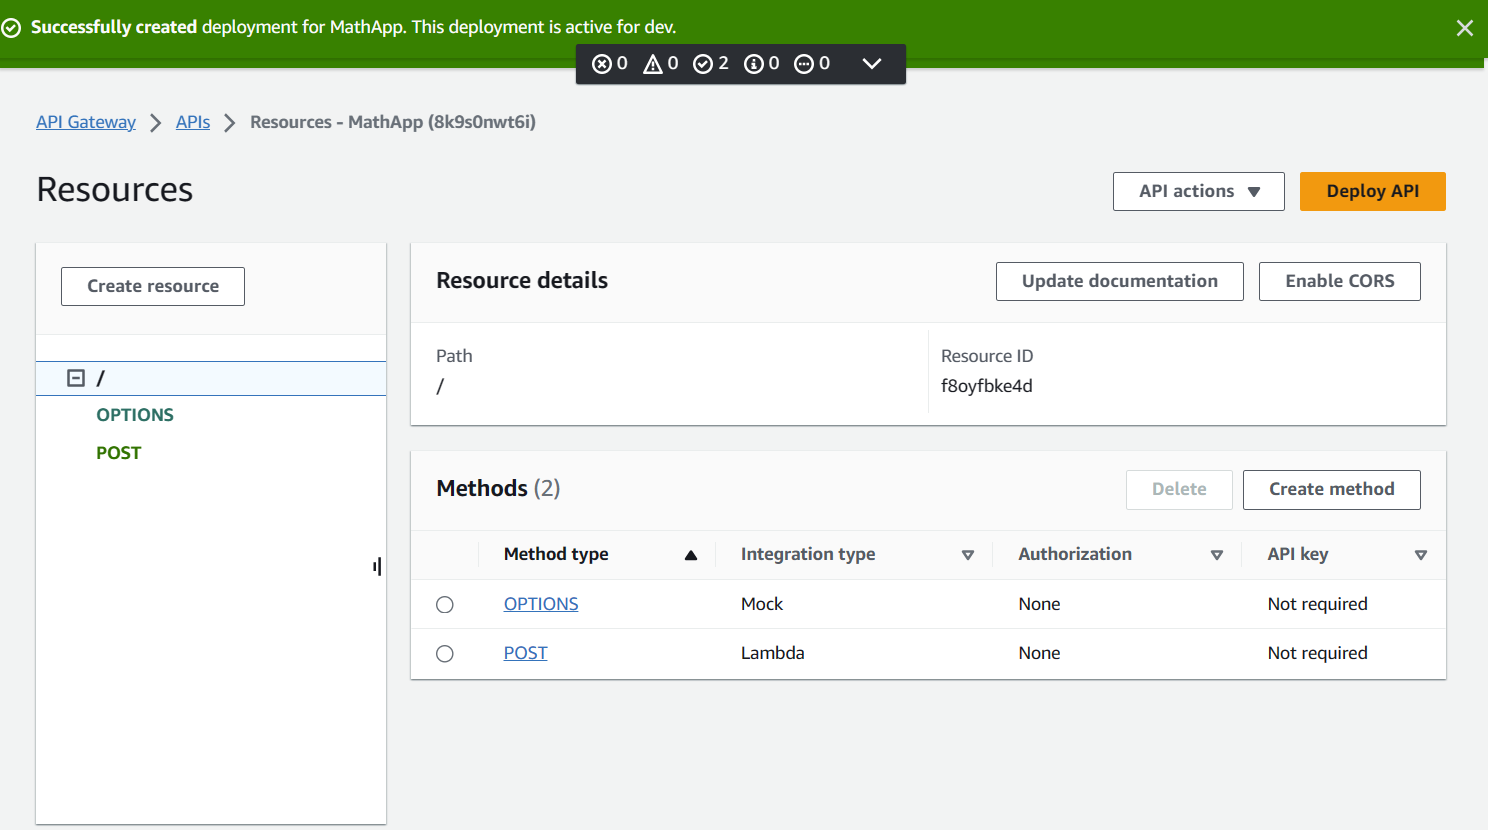 Successfully created deployment for MathApp. This deployment is active for dev.
0 0 2 0 0
API Gateway APIs Resources - MathApp (8k9s0nwt6i)
Resources
API actions Deploy API
Create resource
Resource details
Update documentation Enable CORS
/
OPTIONS
POST
Path
/
Resource ID
f8oyfbke4d
Methods (2)
Delete Create method
Method type Integration type Authorization API key
OPTIONS Mock None Not required
POST Lambda None Not required